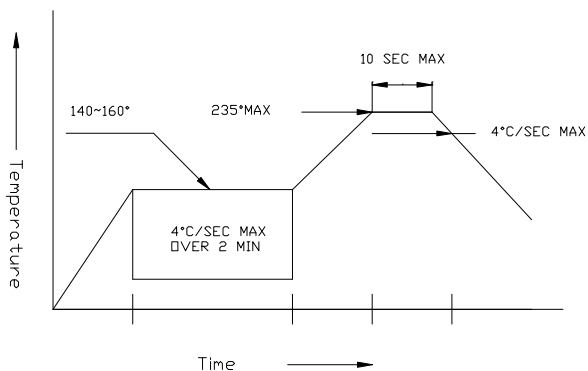 10 SEC MAX
140~160°
235°MAX
4°C/SEC MAX
4°C/SEC MAX
OVER 2 MIN
Temperature
Time